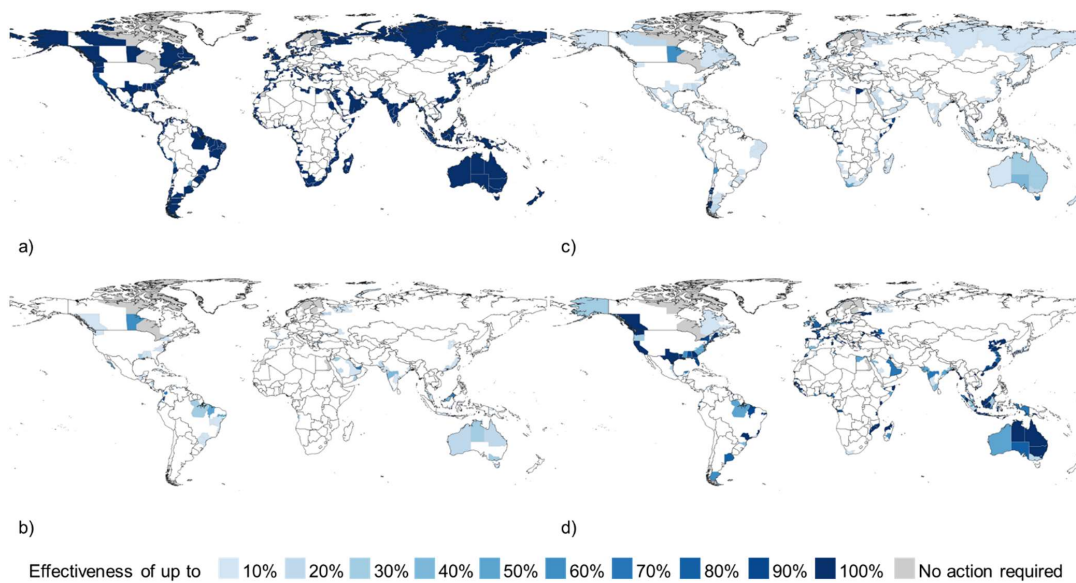 a)
c)
b)
d)
Effectiveness of up to 10% 20% 30% 40% 50% 60% 70% 80% 90% 100% No action required